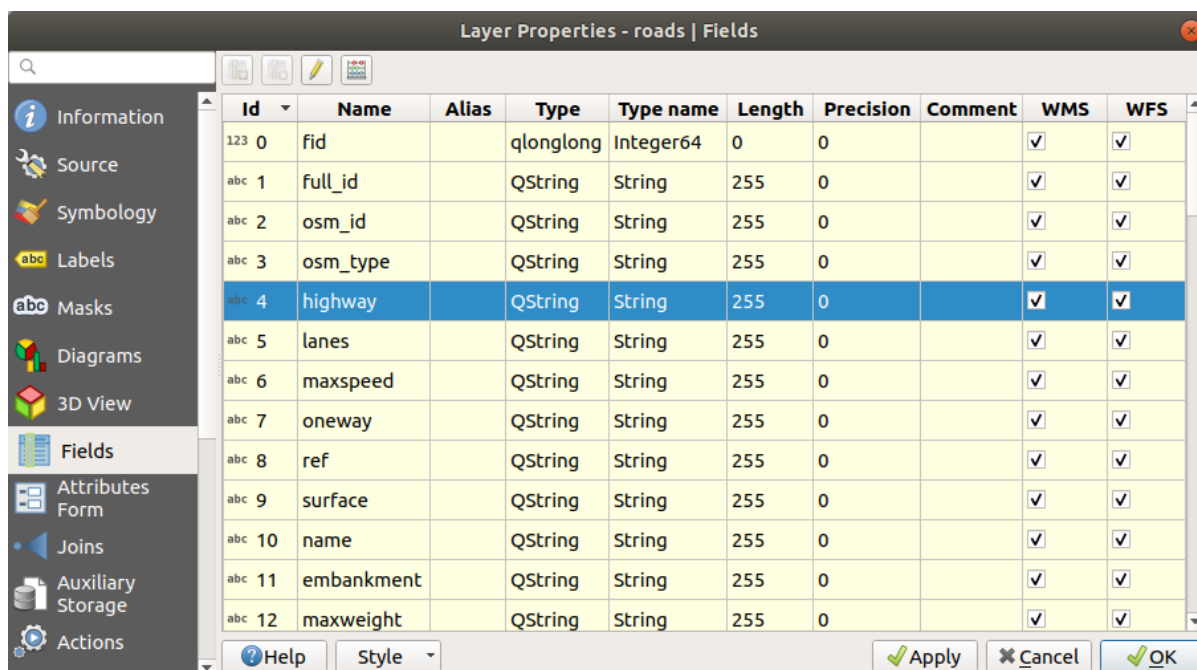 Layer Properties - roads | Fields
Information
Source
Symbology
abc Labels
abc Masks
Diagrams
3D View
Fields
Attributes
Form
Joins
Auxiliary
Storage
Actions
Id Name Alias Type Type name Length Precision Comment WMS WFS
123 0 fid qlonglong Integer64 0 0
abc 1 full_id QString String 255 0
abc 2 osm_id QString String 255 0
abc 3 osm_type QString String 255 0
abc 4 highway QString String 255 0
abc 5 lanes QString String 255 0
abc 6 maxspeed QString String 255 0
abc 7 oneway QString String 255 0
abc 8 ref QString String 255 0
abc 9 surface QString String 255 0
abc 10 name QString String 255 0
abc 11 embankment QString String 255 0
abc 12 maxweight QString String 255 0
Help Style Apply Cancel OK